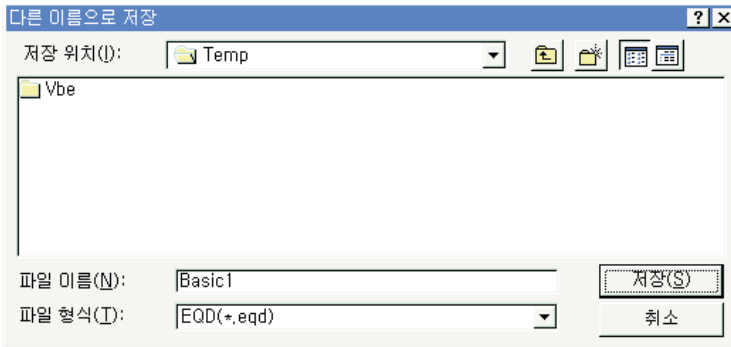 다른 이름으로 저장
저장 위치(I): Temp
Vbe
파일 이름(N): Basic1 저장(S)
파일 형식(T): EQD(*,eqd) 취소